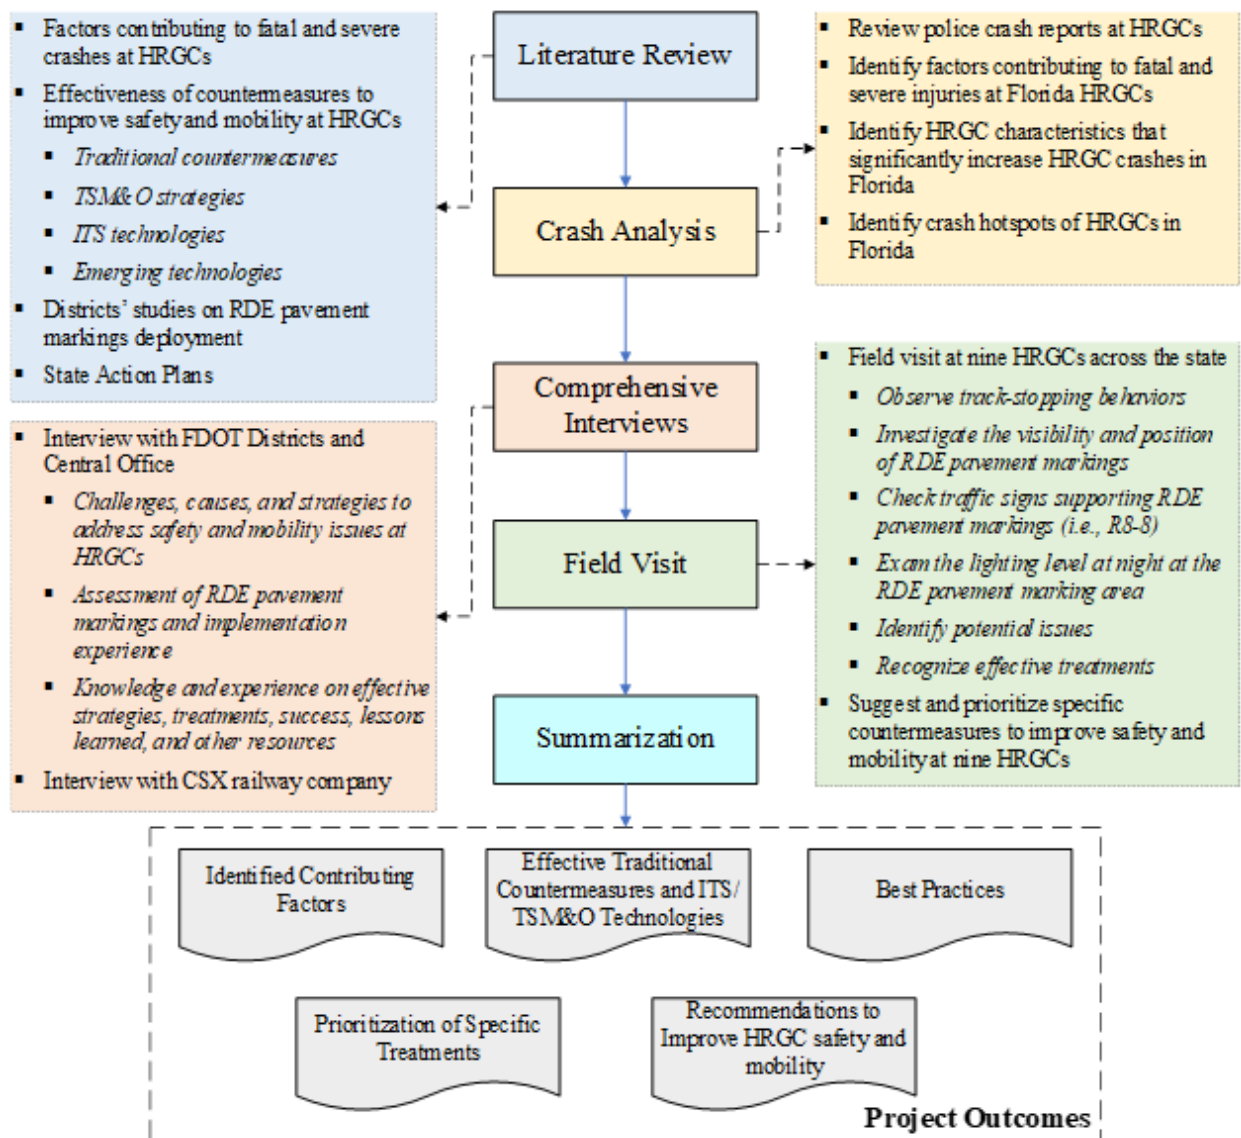 Literature Review
▪ Factors contributing to fatal and severe
crashes at HRGCs
▪ Effectiveness of countermeasures to
improve safety and mobility at HRGCs
▪ Traditional countermeasures
▪ TSM&O strategies
▪ ITS technologies
▪ Emerging technologies
▪ Districts’ studies on RDE pavement
markings deployment
▪ State Action Plans
Crash Analysis
▪ Review police crash reports at HRGCs
▪ Identify factors contributing to fatal and
severe injuries at Florida HRGCs
▪ Identify HRGC characteristics that
significantly increase HRGC crashes in
Florida
▪ Identify crash hotspots of HRGCs in
Florida
Comprehensive
Interviews
▪ Interview with FDOT Districts and
Central Office
▪ Challenges, causes, and strategies to
address safety and mobility issues at
HRGCs
▪ Assessment of RDE pavement
markings and implementation
experience
▪ Knowledge and experience on effective
strategies, treatments, success, lessons
learned, and other resources
▪ Interview with CSX railway company
Field Visit
▪ Field visit at nine HRGCs across the state
▪ Observe track-stopping behaviors
▪ Investigate the visibility and position
of RDE pavement markings
▪ Check traffic signs supporting RDE
pavement markings (i.e., R8-8)
▪ Exam the lighting level at night at the
RDE pavement marking area
▪ Identify potential issues
▪ Recognize effective treatments
▪ Suggest and prioritize specific
countermeasures to improve safety and
mobility at nine HRGCs
Summarization
Identified Contributing
Factors
Effective Traditional
Countermeasures and ITS/
TSM&O Technologies
Best Practices
Prioritization of Specific
Treatments
Recommendations to
Improve HRGC safety and
mobility
Project Outcomes